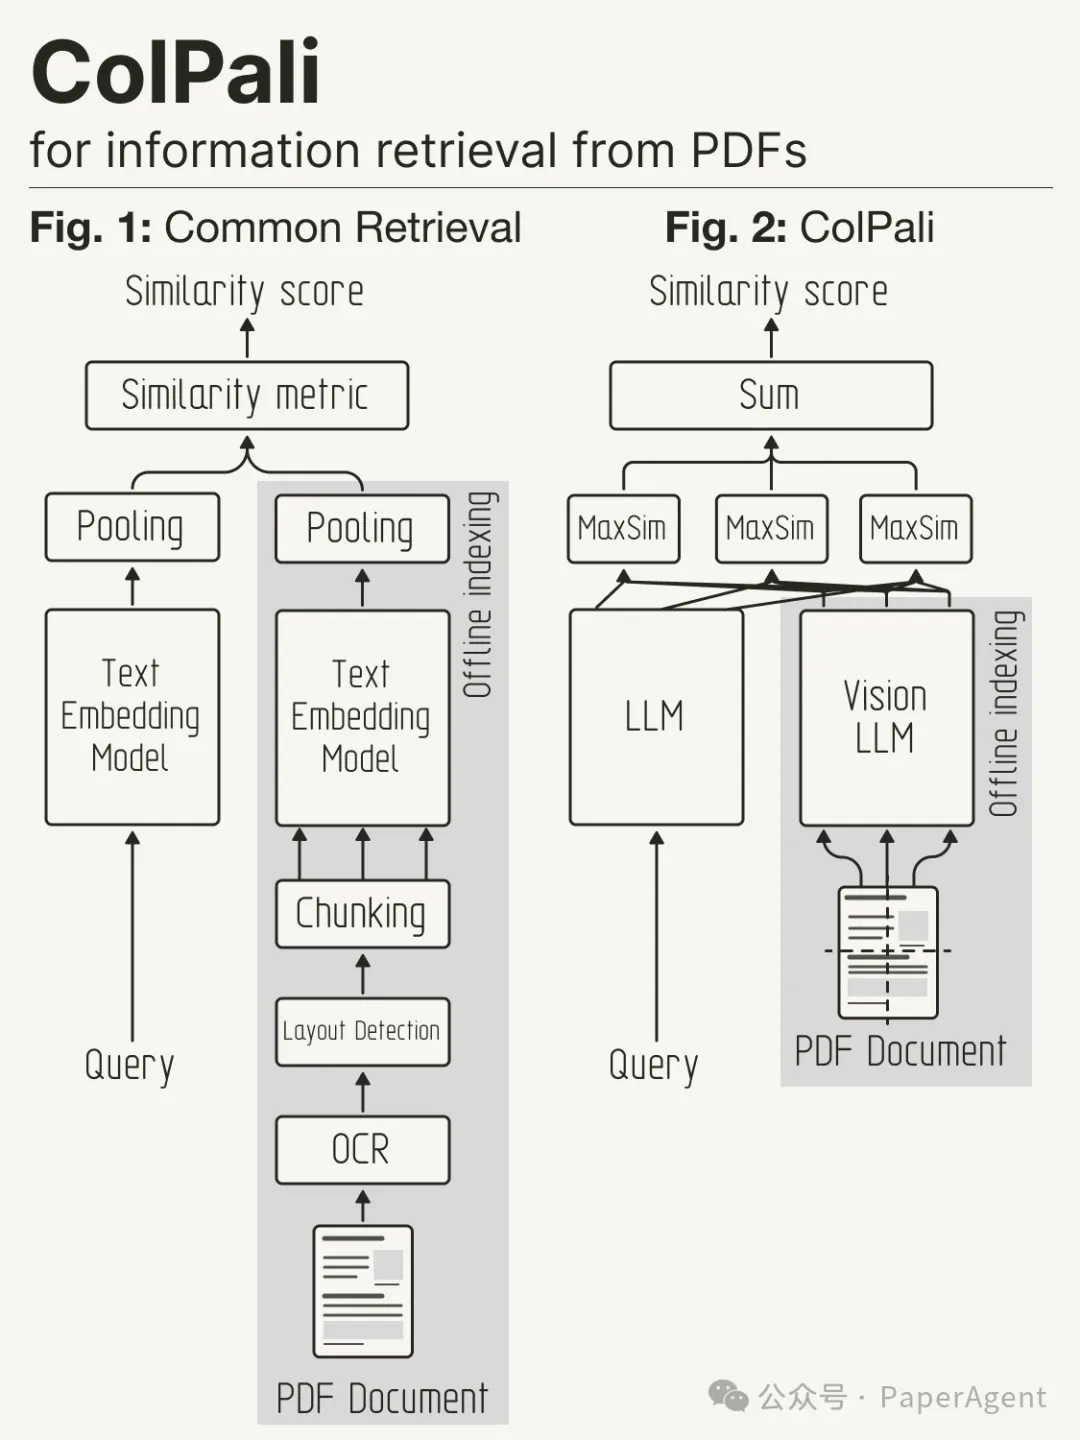 ColPali
for information retrieval from PDFs
Fig. 1: Common Retrieval
Similarity score
Similarity metric
Pooling
Pooling
Offline indexing
Text
Embedding
Model
Text
Embedding
Model
Chunking
Layout Detection
Query
OCR
PDF Document
Fig. 2: ColPali
Similarity score
Sum
MaxSim
MaxSim
MaxSim
LLM
Vision
LLM
Offline indexing
Query
PDF Document
公众号 · PaperAgent